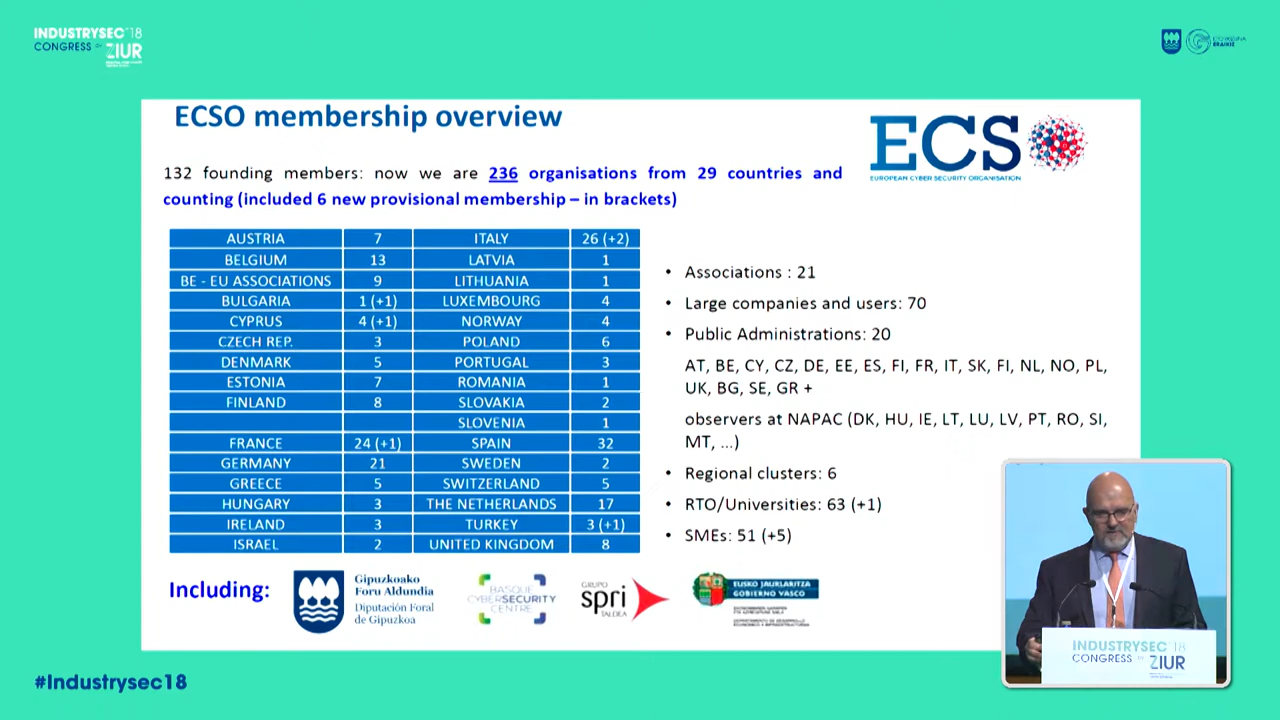 INDUSTRYSEC'18
CONGRESS BY ZIUR
ECSO membership overview
ECS
EUROPEAN CYBER SECURITY ORGANISATION
132 founding members: now we are 236 organisations from 29 countries and
counting (included 6 new provisional membership – in brackets)
AUSTRIA 7 ITALY 26 (+2)
BELGIUM 13 LATVIA 1
BE - EU ASSOCIATIONS 9 LITHUANIA 1
BULGARIA 1 (+1) LUXEMBOURG 4
CYPRUS 4 (+1) NORWAY 4
CZECH REP. 3 POLAND 6
DENMARK 5 PORTUGAL 3
ESTONIA 7 ROMANIA 1
FINLAND 8 SLOVAKIA 2
SLOVENIA 1
FRANCE 24 (+1) SPAIN 32
GERMANY 21 SWEDEN 2
GREECE 5 SWITZERLAND 5
HUNGARY 3 THE NETHERLANDS 17
IRELAND 3 TURKEY 3 (+1)
ISRAEL 2 UNITED KINGDOM 8
• Associations : 21
• Large companies and users: 70
• Public Administrations: 20
AT, BE, CY, CZ, DE, EE, ES, FI, FR, IT, SK, FI, NL, NO, PL,
UK, BG, SE, GR +
observers at NAPAC (DK, HU, IE, LT, LU, LV, PT, RO, SI,
MT, ...)
• Regional clusters: 6
• RTO/Universities: 63 (+1)
• SMEs: 51 (+5)
Including:
Gipuzkoako
Foru Aldundia
Diputación Foral
de Gipuzkoa
BASQUE
CYBERSECURITY
CENTRE
GRUPO
spri
TALDEA
EUSKO JAURLARITZA
GOBIERNO VASCO
INDUSTRYSEC'18
CONGRESS BY ZIUR
#Industrysec18